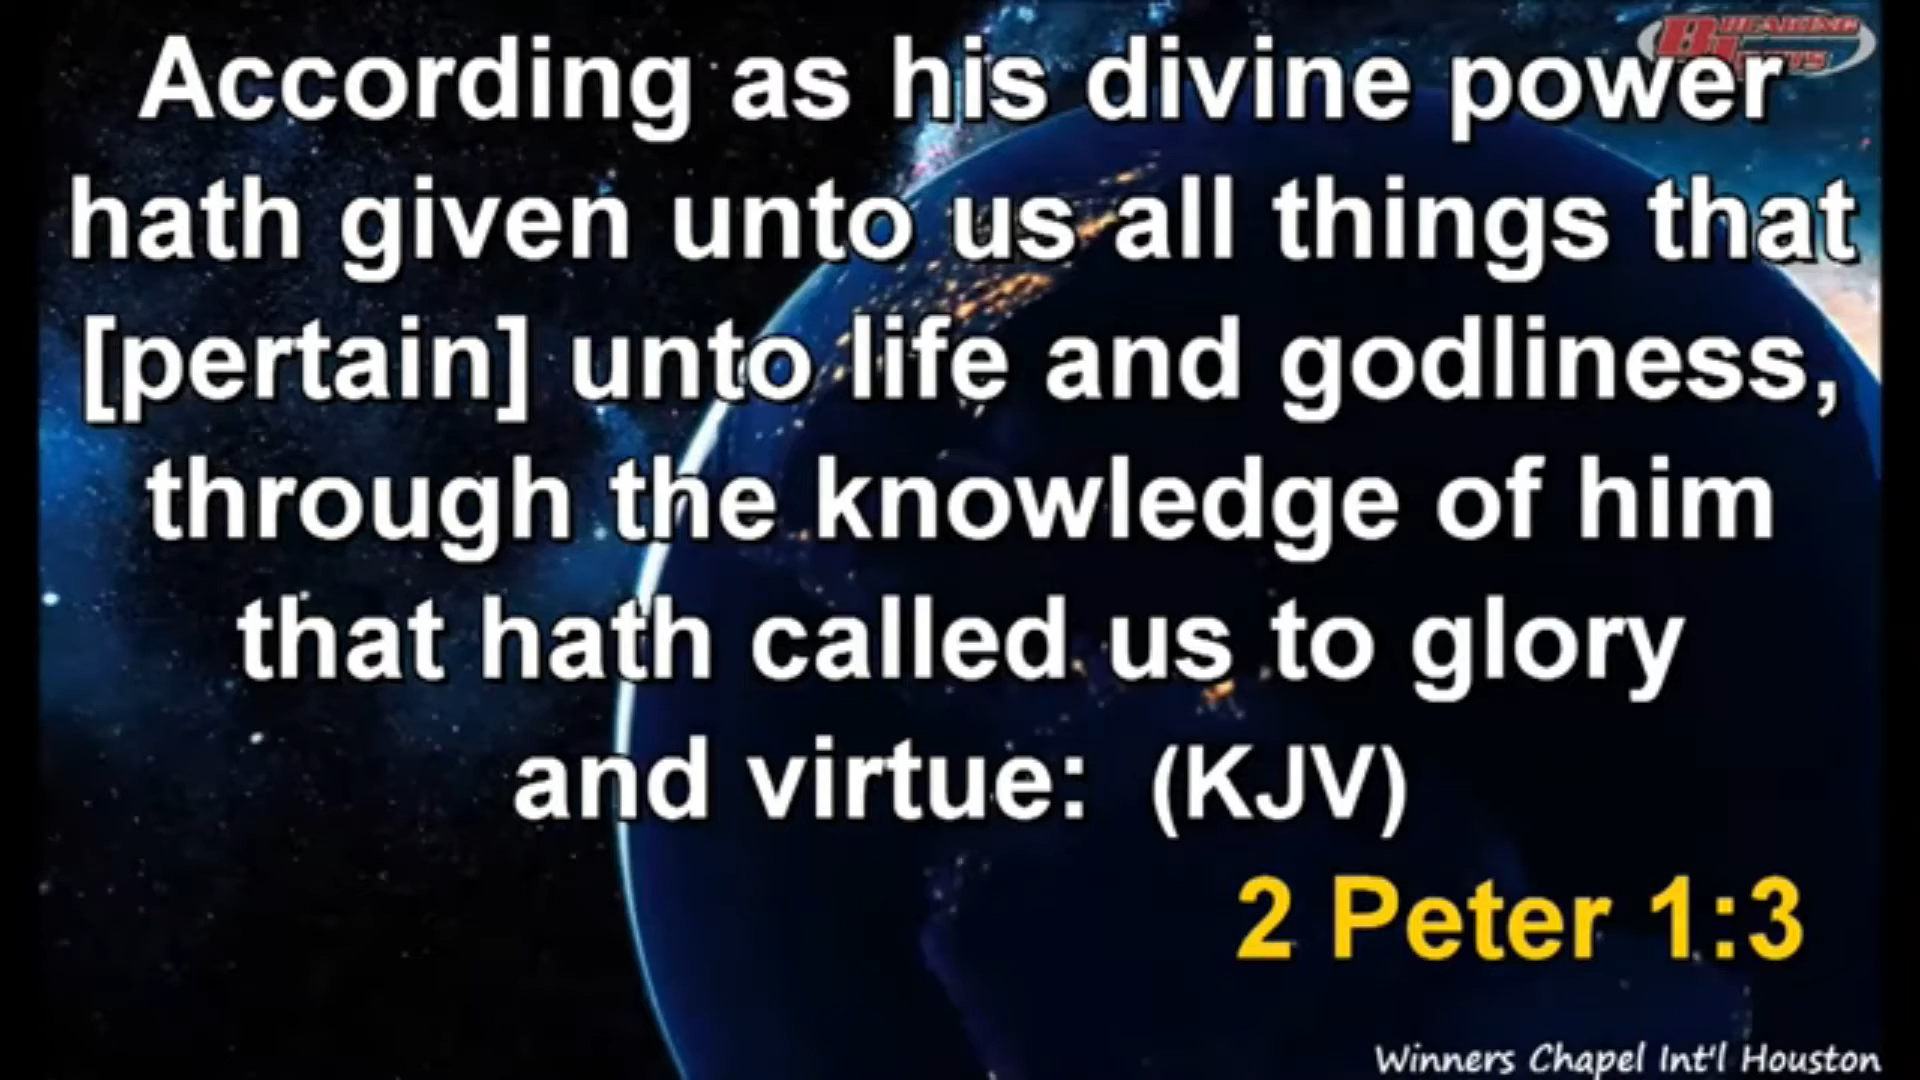 According as his divine power
hath given unto us all things that
[pertain] unto life and godliness,
through the knowledge of him
that hath called us to glory
and virtue: (KJV)
2 Peter 1:3
Winners Chapel Int'l Houston